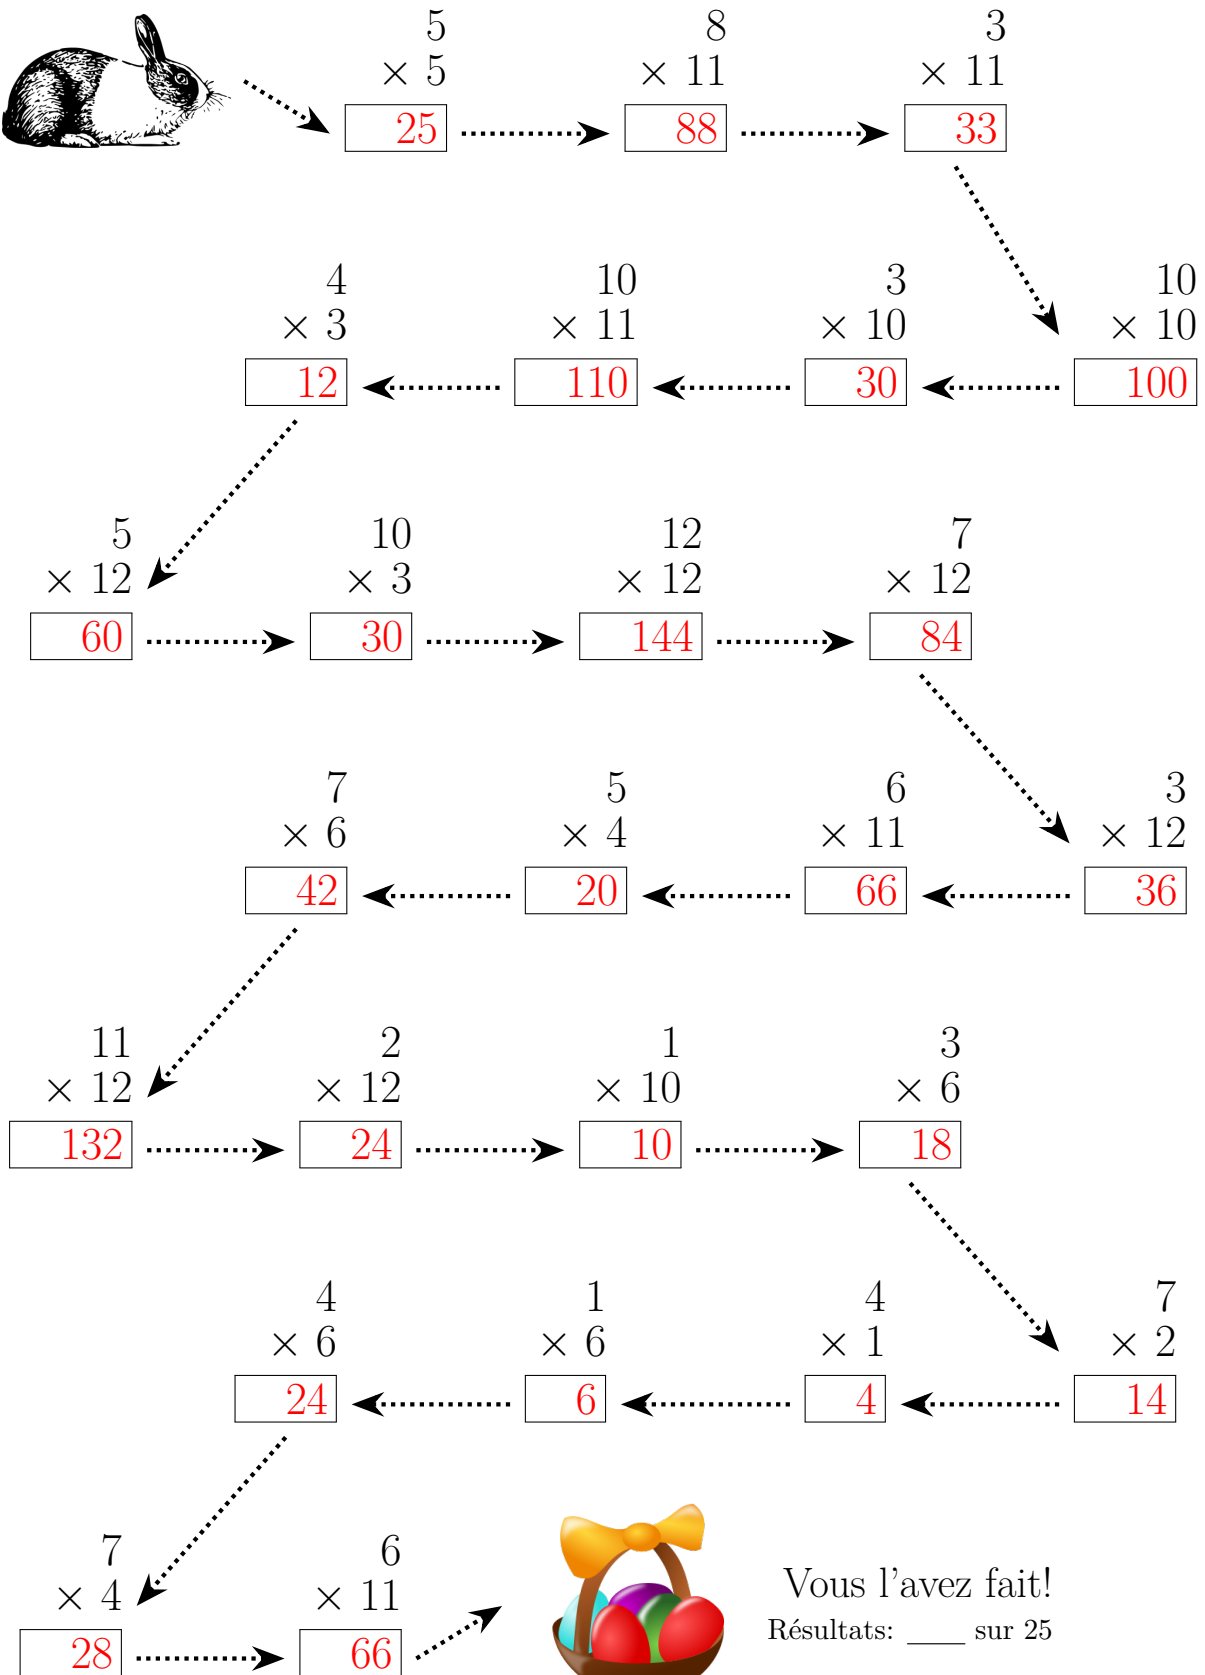 5 8 3
× 5 × 11 × 11
25 88 33
4 10 3 10
× 3 × 11 × 10 × 10
12 110 30 100
5 10 12 7
× 12 × 3 × 12 × 12
60 30 144 84
7 5 6 3
× 6 × 4 × 11 × 12
42 20 66 36
11 2 1 3
× 12 × 12 × 10 × 6
132 24 10 18
4 1 4 7
× 6 × 6 × 1 × 2
24 6 4 14
7 6
× 4 × 11
28 66
Vous l'avez fait!
Résultats: ____ sur 25